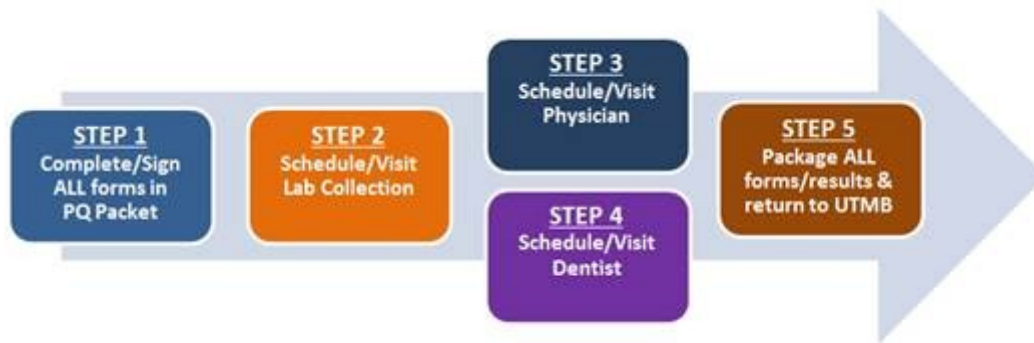 STEP 1
Complete/Sign
ALL forms in
PQ Packet
STEP 2
Schedule/Visit
Lab Collection
STEP 3
Schedule/Visit
Physician
STEP 4
Schedule/Visit
Dentist
STEP 5
Package ALL
forms/results &
return to UTMB